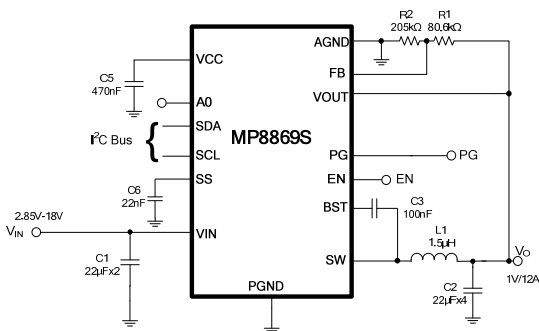 R2 R1
205kΩ 80.6kΩ
AGND
FB
VOUT
VCC
C5
470nF
A0
SDA
SCL
I²C Bus
MP8869S
PG
PG
EN
EN
SS
C6
22nF
BST
C3
100nF
2.85V-18V
VIN
VIN
C1
22µFx2
SW
L1
1.5µH
VO
1V/12A
C2
22µFx4
PGND